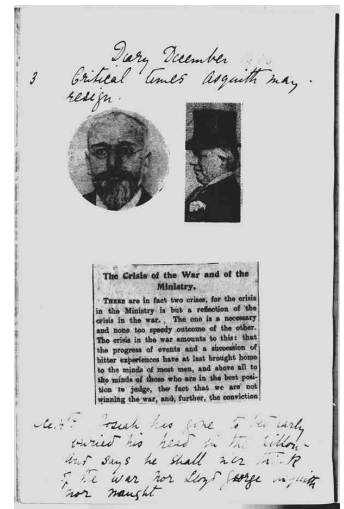 Diary December
3 Critical times Asquith may
resign.
The Crisis of the War and of the
Ministry.
THERE are in fact two crises, for the crisis
in the Ministry is but a reflection of the
crisis in the war. The one is a necessary
and none too speedy outcome of the other.
The crisis in the war amounts to this: that
the progress of events and a succession of
bitter experiences have at last brought home
to the minds of most men, and above all to
the minds of those who are in the best posi-
tion to judge, the fact that we are not
winning the war, and, further, the conviction
Josiah has gone to bed early
buried his head in the pillow
and says he shall ner think
of the war nor Lloyd George Asquith
nor naught